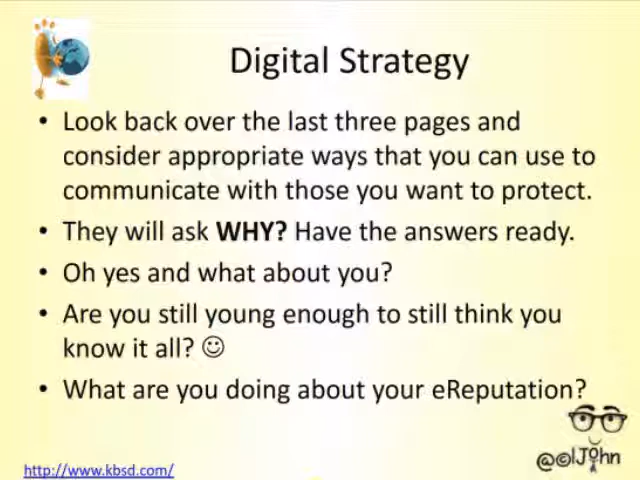 Digital Strategy
• Look back over the last three pages and
consider appropriate ways that you can use to
communicate with those you want to protect.
• They will ask WHY? Have the answers ready.
• Oh yes and what about you?
• Are you still young enough to still think you
know it all? ☺
• What are you doing about your eReputation?
http://www.kbsd.com/
@©lJohn